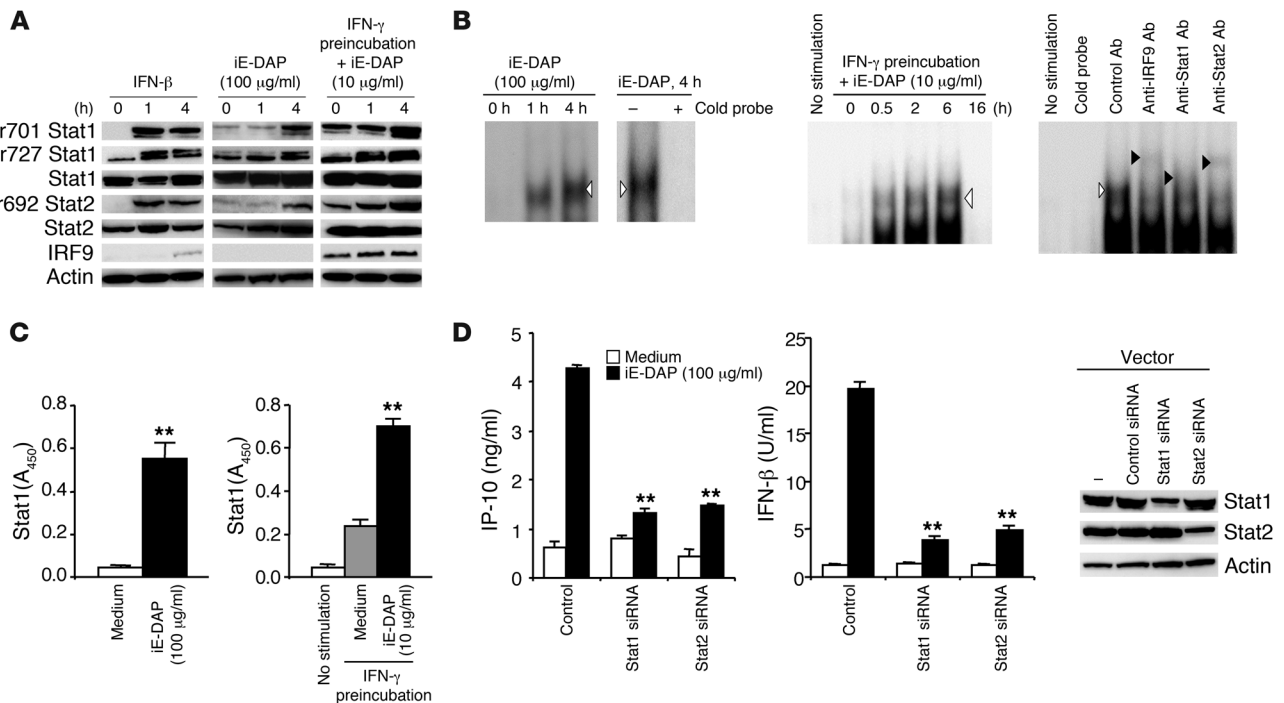 A
IFN-γ
preincubation
+ iE-DAP
(10 μg/ml)
iE-DAP
(100 μg/ml)
IFN-β
(h) 0 1 4 0 1 4 0 1 4
r701 Stat1
r727 Stat1
Stat1
r692 Stat2
Stat2
IRF9
Actin
B
iE-DAP
(100 μg/ml)
0 h 1 h 4 h
iE-DAP, 4 h
– + Cold probe
No stimulation
IFN-γ preincubation
+ iE-DAP (10 μg/ml)
0 0.5 2 6 16 (h)
No stimulation
Cold probe
Control Ab
Anti-IRF9 Ab
Anti-Stat1 Ab
Anti-Stat2 Ab
C
Stat1(A450)
0.8
0.6
0.4
0.2
0.0
**
Medium
iE-DAP
(100 μg/ml)
Stat1(A450)
0.8
0.6
0.4
0.2
0.0
**
No stimulation
Medium
iE-DAP
(10 μg/ml)
IFN-γ
preincubation
D
IP-10 (ng/ml)
5
4
3
2
1
0
Medium
iE-DAP (100 μg/ml)
**
**
Control
Stat1 siRNA
Stat2 siRNA
IFN-β (U/ml)
25
20
15
10
5
0
**
**
Control
Stat1 siRNA
Stat2 siRNA
Vector
–
Control siRNA
Stat1 siRNA
Stat2 siRNA
Stat1
Stat2
Actin